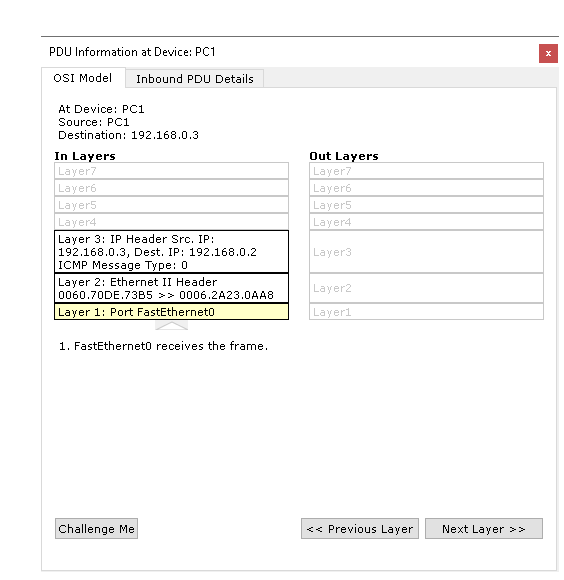 PDU Information at Device: PC1
x
OSI Model
Inbound PDU Details
At Device: PC1
Source: PC1
Destination: 192.168.0.3
In Layers
Layer7
Layer6
Layer5
Layer4
Layer 3: IP Header Src. IP:
192.168.0.3, Dest. IP: 192.168.0.2
ICMP Message Type: 0
Layer 2: Ethernet II Header
0060.70DE.73B5 >> 0006.2A23.0AA8
Layer 1: Port FastEthernet0
Out Layers
Layer7
Layer6
Layer5
Layer4
Layer3
Layer2
Layer1
1. FastEthernet0 receives the frame.
Challenge Me
<< Previous Layer
Next Layer >>